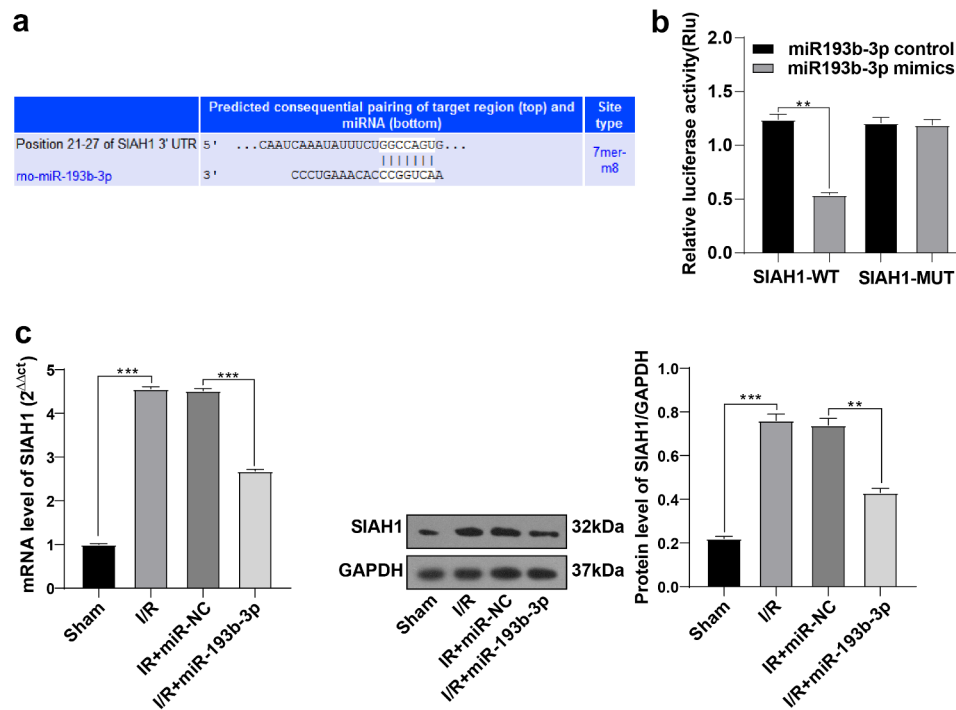 a
Predicted consequential pairing of target region (top) and miRNA (bottom)
Site type
Position 21-27 of SIAH1 3' UTR
5' ...CAAUCAAAUAUUUCUGGCCAGUG...
rno-miR-193b-3p
3' CCCUGAAACACCCGGUCAA
7mer-m8
b
Relative luciferase activity(Rlu)
2.0
1.5
1.0
0.5
0.0
miR193b-3p control
miR193b-3p mimics
**
SIAH1-WT
SIAH1-MUT
c
mRNA level of SIAH1 (2^ΔΔct)
5
4
3
2
1
0
***
***
Sham
I/R
IR+miR-NC
I/R+miR-193b-3p
SIAH1
32kDa
GAPDH
37kDa
Sham
I/R
IR+miR-NC
I/R+miR-193b-3p
Protein level of SIAH1/GAPDH
1.0
0.8
0.6
0.4
0.2
0.0
***
**
Sham
I/R
IR+miR-NC
I/R+miR-193b-3p